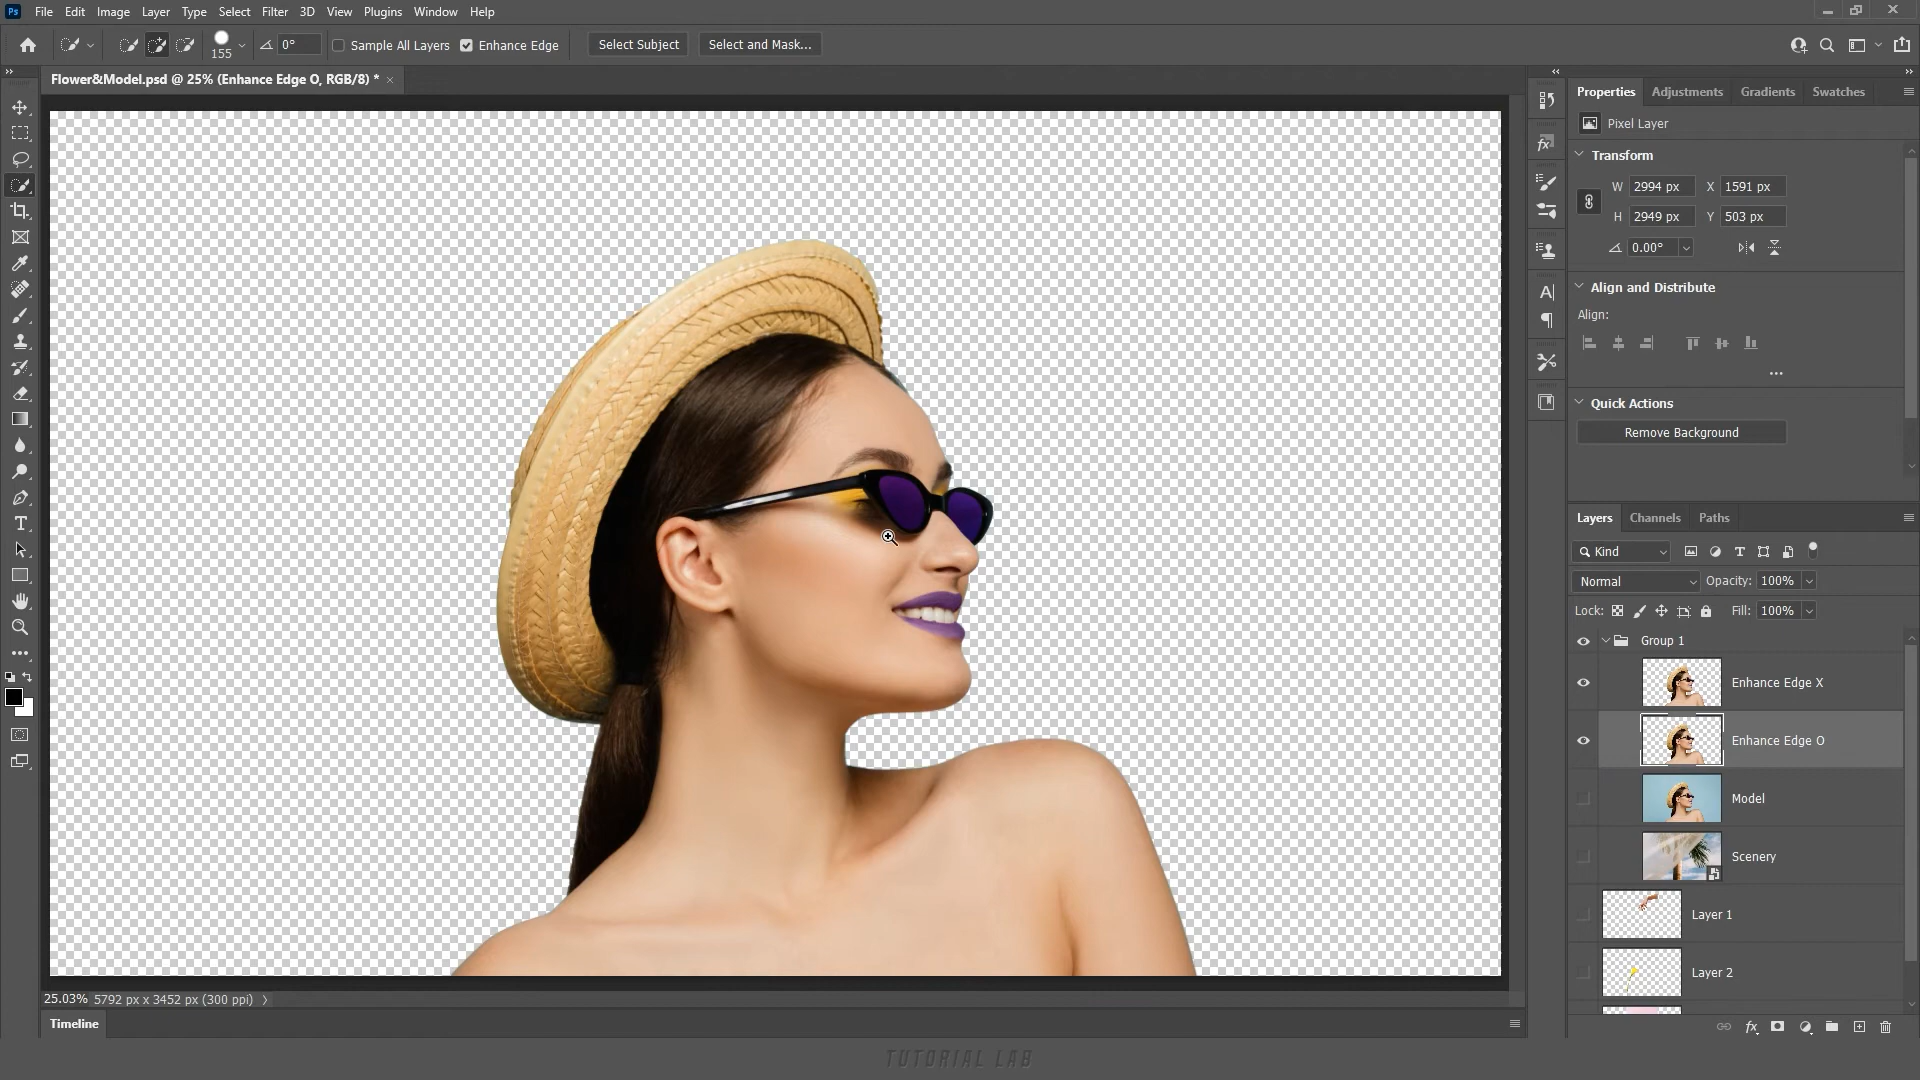 Ps File Edit Image Layer Type Select Filter 3D View Plugins Window Help
155 0° Sample All Layers Enhance Edge Select Subject Select and Mask...
Flower&Model.psd @ 25% (Enhance Edge O, RGB/8) * ×
Properties Adjustments Gradients Swatches
Pixel Layer
Transform
W 2994 px X 1591 px
H 2949 px Y 503 px
0.00°
Align and Distribute
Align:
Quick Actions
Remove Background
Layers Channels Paths
Kind
Normal Opacity: 100%
Lock: Fill: 100%
Group 1
Enhance Edge X
Enhance Edge O
Model
Scenery
Layer 1
Layer 2
25.03% 5792 px x 3452 px (300 ppi)
Timeline
TUTORIAL LAB